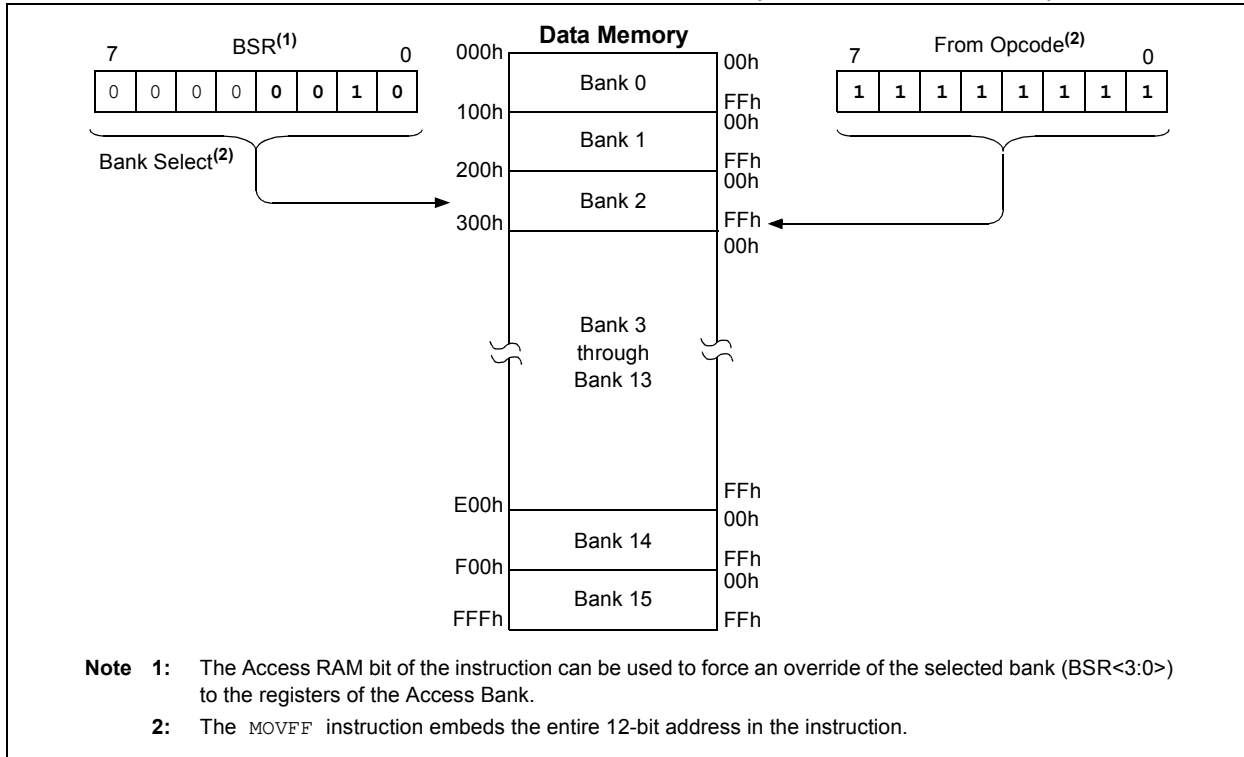 Data Memory
7 BSR(1) 0
0 0 0 0 0 0 1 0
Bank Select(2)
7 From Opcode(2) 0
1 1 1 1 1 1 1 1
000h Bank 0 00h
FFh
100h Bank 1 00h
FFh
200h Bank 2 00h
FFh
300h 00h
Bank 3
through
Bank 13
FFh
E00h Bank 14 00h
FFh
F00h Bank 15 00h
FFFh FFh
Note 1: The Access RAM bit of the instruction can be used to force an override of the selected bank (BSR<3:0>)
to the registers of the Access Bank.
2: The MOVFF instruction embeds the entire 12-bit address in the instruction.